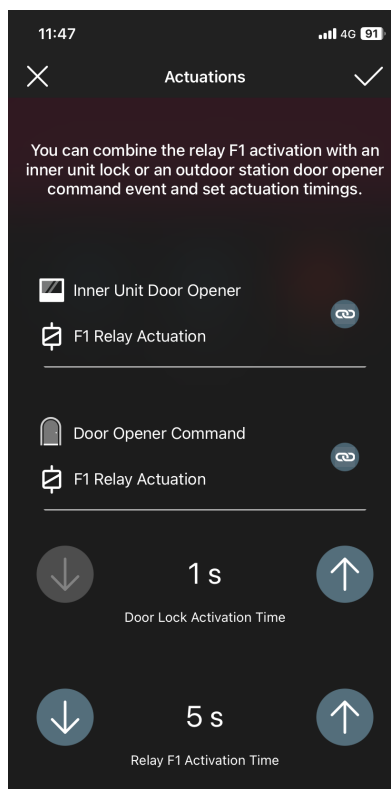 11:47
4G 91
Actuations
You can combine the relay F1 activation with an
inner unit lock or an outdoor station door opener
command event and set actuation timings.
Inner Unit Door Opener
F1 Relay Actuation
Door Opener Command
F1 Relay Actuation
1 s
Door Lock Activation Time
5 s
Relay F1 Activation Time